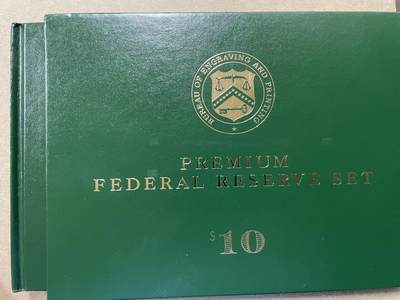 BUREAU OF ENGRAVING AND PRINTING
PREMIUM
FEDERAL RESERVE SET
$10